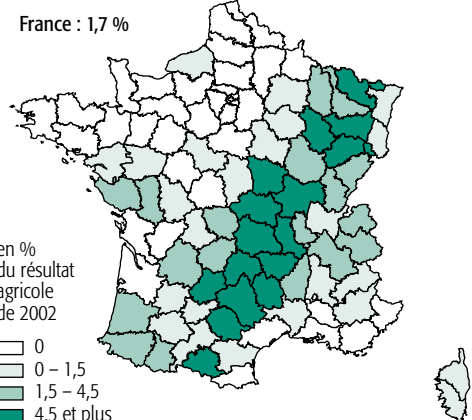 France : 1,7 %
en %
du résultat
agricole
de 2002
0
0 – 1,5
1,5 – 4,5
4,5 et plus